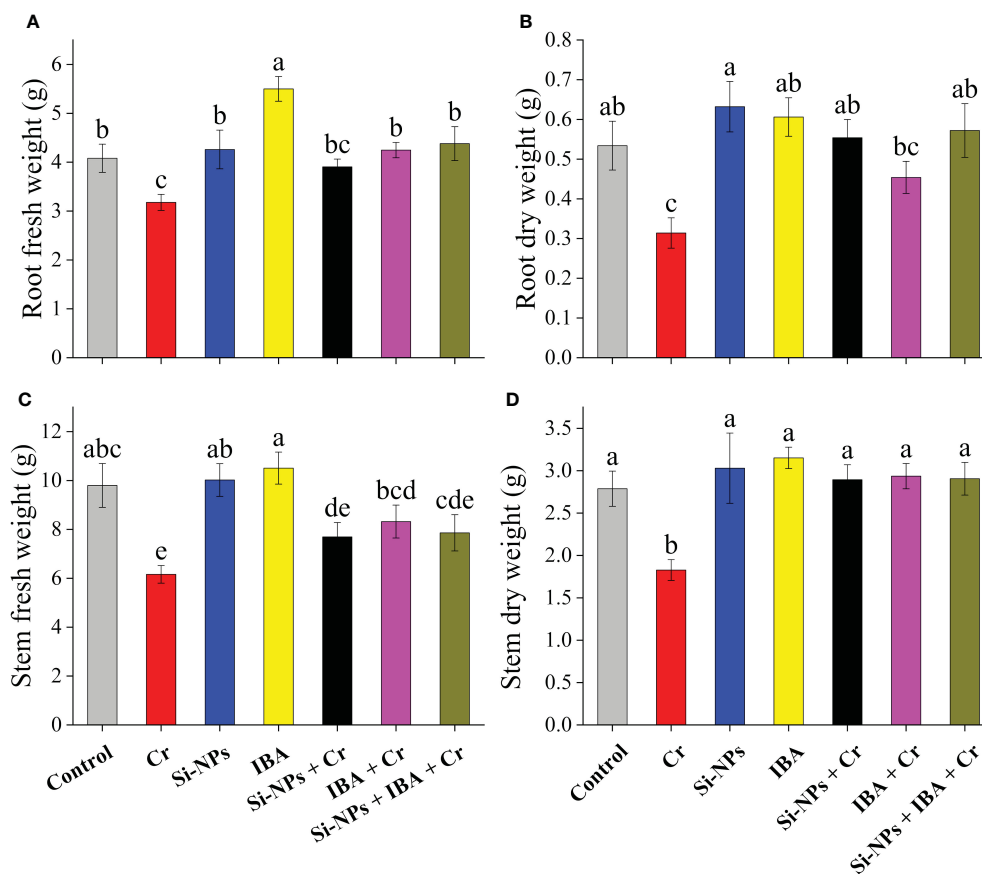 A
Root fresh weight (g)
6
5
4
3
2
1
0
b
c
b
a
bc
b
b
B
Root dry weight (g)
0.8
0.7
0.6
0.5
0.4
0.3
0.2
0.1
0.0
ab
c
a
ab
ab
bc
ab
C
Stem fresh weight (g)
12
10
8
6
4
2
0
abc
e
ab
a
de
bcd
cde
Control
Cr
Si-NPs
IBA
Si-NPs + Cr
IBA + Cr
Si-NPs + IBA + Cr
D
Stem dry weight (g)
3.5
3.0
2.5
2.0
1.5
1.0
0.5
0.0
a
b
a
a
a
a
a
Control
Cr
Si-NPs
IBA
Si-NPs + Cr
IBA + Cr
Si-NPs + IBA + Cr